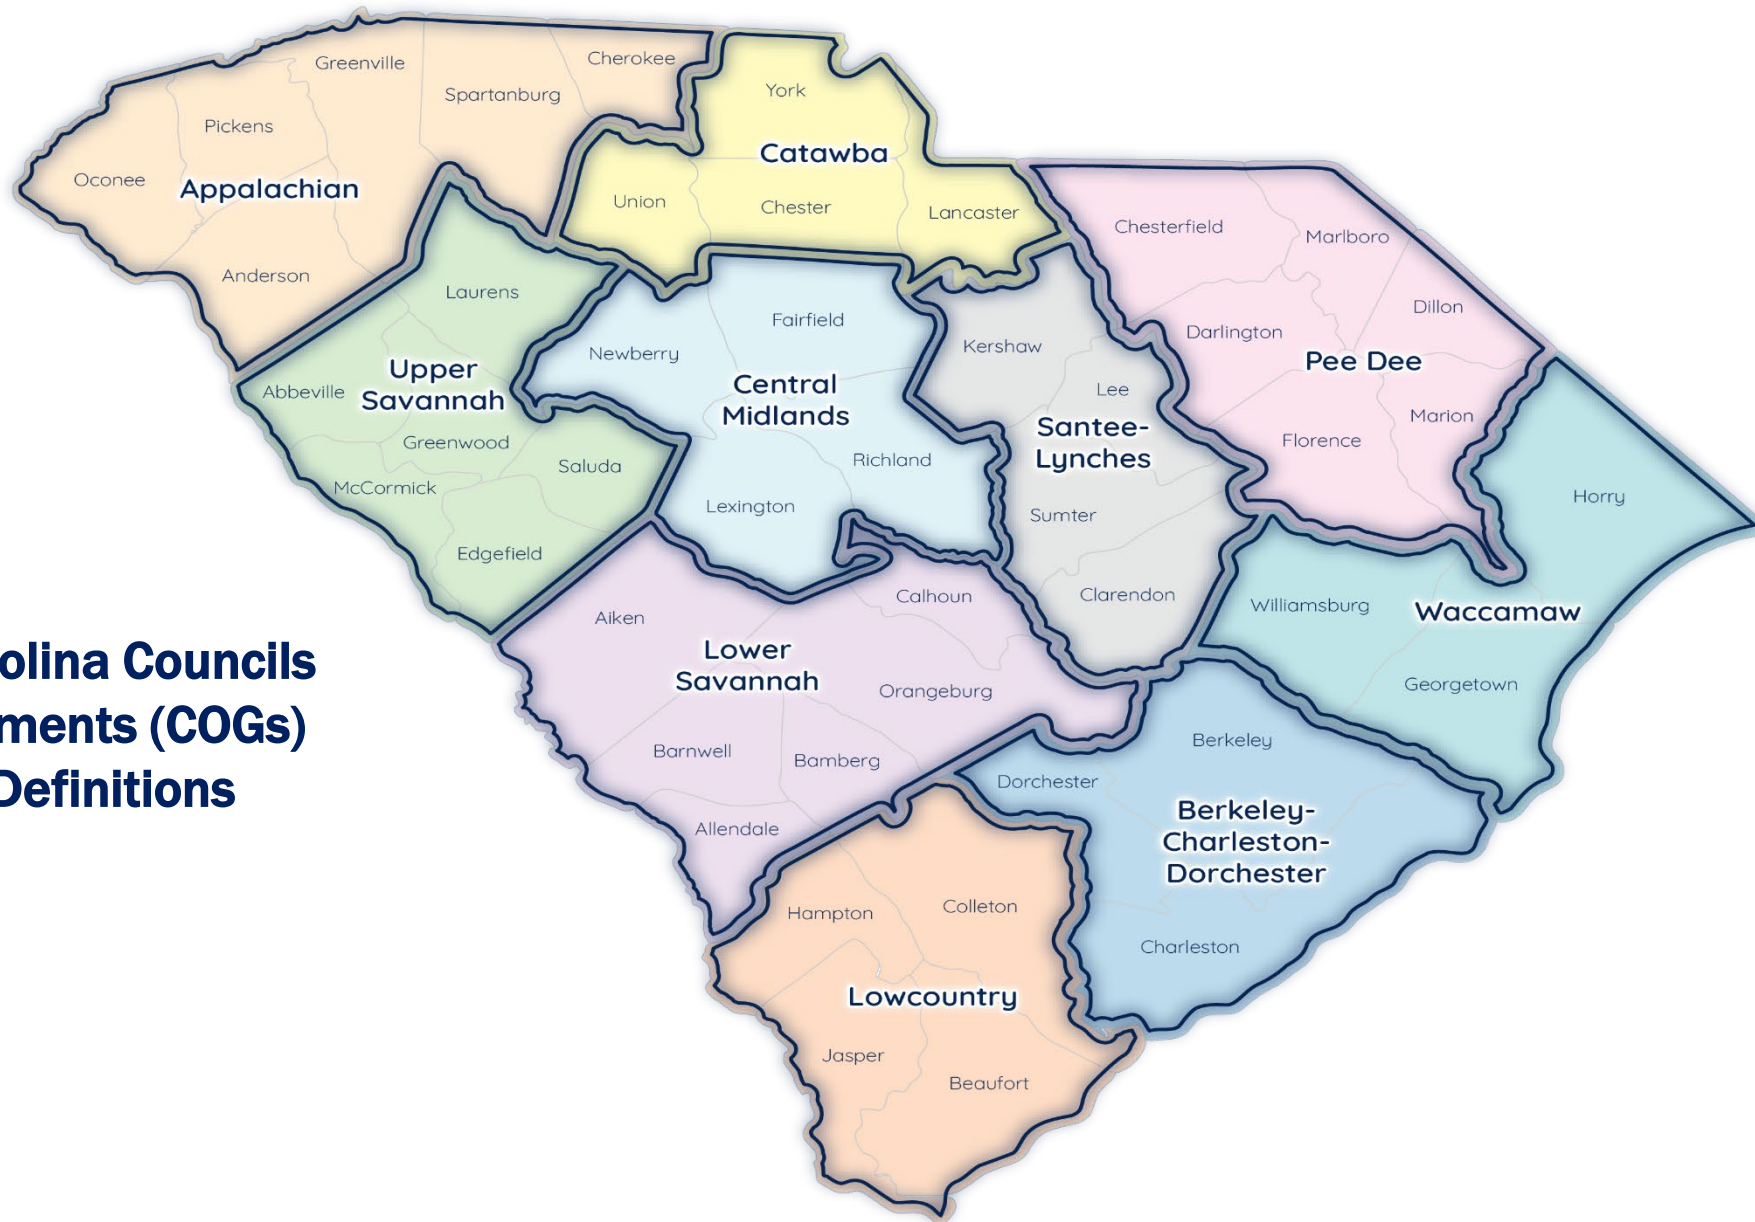 Greenville
Cherokee
Spartanburg
Pickens
Oconee
Appalachian
Anderson
York
Catawba
Union
Chester
Lancaster
Chesterfield
Marlboro
Dillon
Darlington
Pee Dee
Marion
Florence
Laurens
Upper
Savannah
Abbeville
Greenwood
Saluda
McCormick
Edgefield
Fairfield
Newberry
Central
Midlands
Richland
Lexington
Kershaw
Lee
Santee-
Lynches
Sumter
Clarendon
Horry
Williamsburg
Waccamaw
Georgetown
Aiken
Calhoun
Lower
Savannah
Orangeburg
Barnwell
Bamberg
Allendale
Berkeley
Dorchester
Berkeley-
Charleston-
Dorchester
Charleston
Hampton
Colleton
Lowcountry
Jasper
Beaufort
olina Councils
ments (COGs)
Definitions